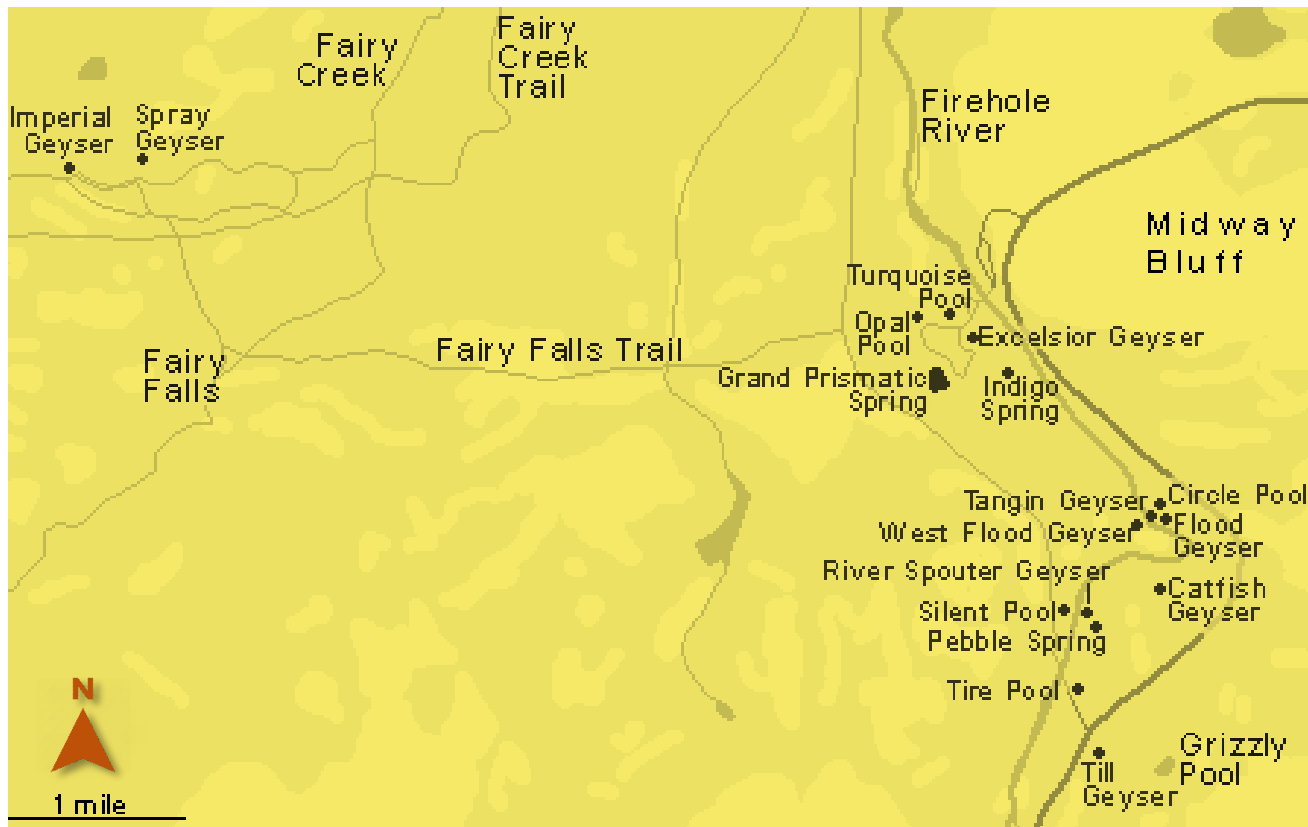 Fairy
Creek
Fairy
Creek
Trail
Firehole
River
Imperial
Geyser
Spray
Geyser
Midway
Bluff
Turquoise
Pool
Opal
Pool
Excelsior Geyser
Fairy Falls Trail
Fairy
Falls
Grand Prismatic
Spring
Indigo
Spring
Tangin Geyser
Circle Pool
West Flood Geyser
Flood
Geyser
River Spouter Geyser
Catfish
Geyser
Silent Pool
Pebble Spring
Tire Pool
N
Grizzly
Pool
Till
Geyser
1 mile